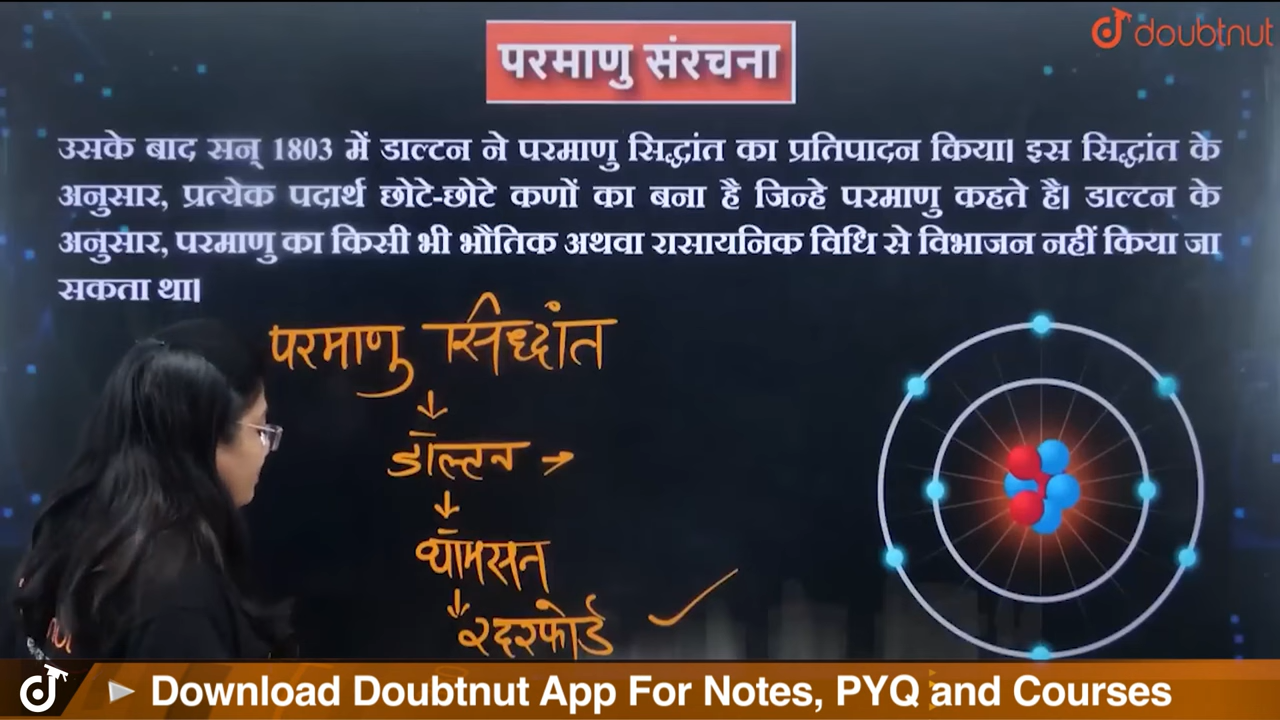 doubtnut
परमाणु संरचना
उसके बाद सन् 1803 में डाल्टन ने परमाणु सिद्धांत का प्रतिपादन किया। इस सिद्धांत के
अनुसार, प्रत्येक पदार्थ छोटे-छोटे कणों का बना है जिन्हे परमाणु कहते है। डाल्टन के
अनुसार, परमाणु का किसी भी भौतिक अथवा रासायनिक विधि से विभाजन नहीं किया जा
सकता था।
परमाणु सिध्दांत
डॉल्टन
थॉमसन
रदरफोर्ड
Download Doubtnut App For Notes, PYQ and Courses